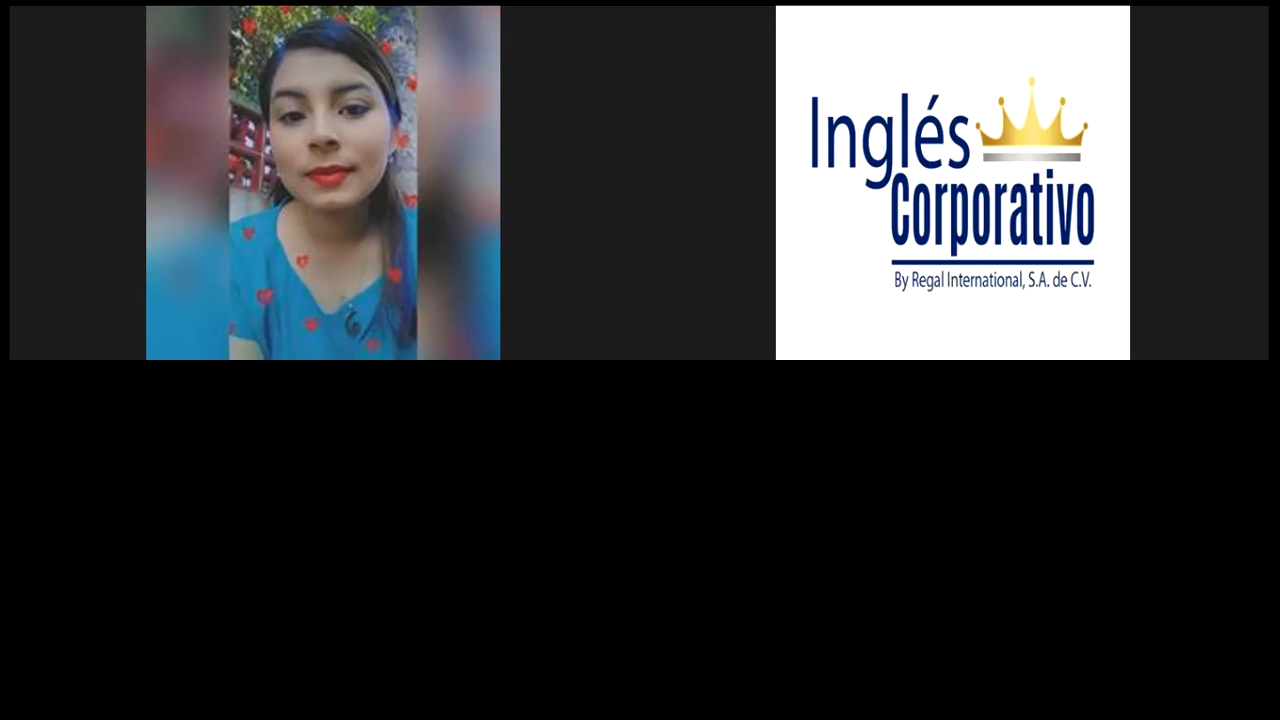 Inglés
Corporativo
By Regal International, S.A. de C.V.